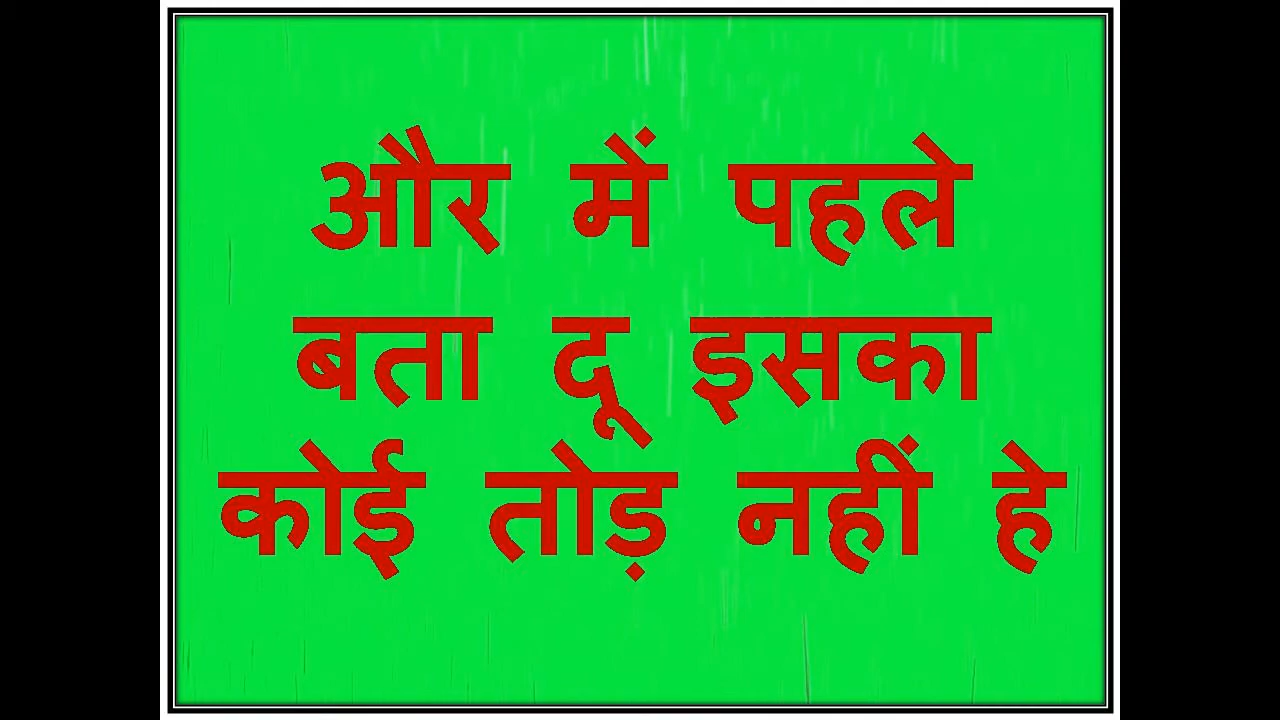 और में पहले
बता दू इसका
कोई तोड़ नहीं हे